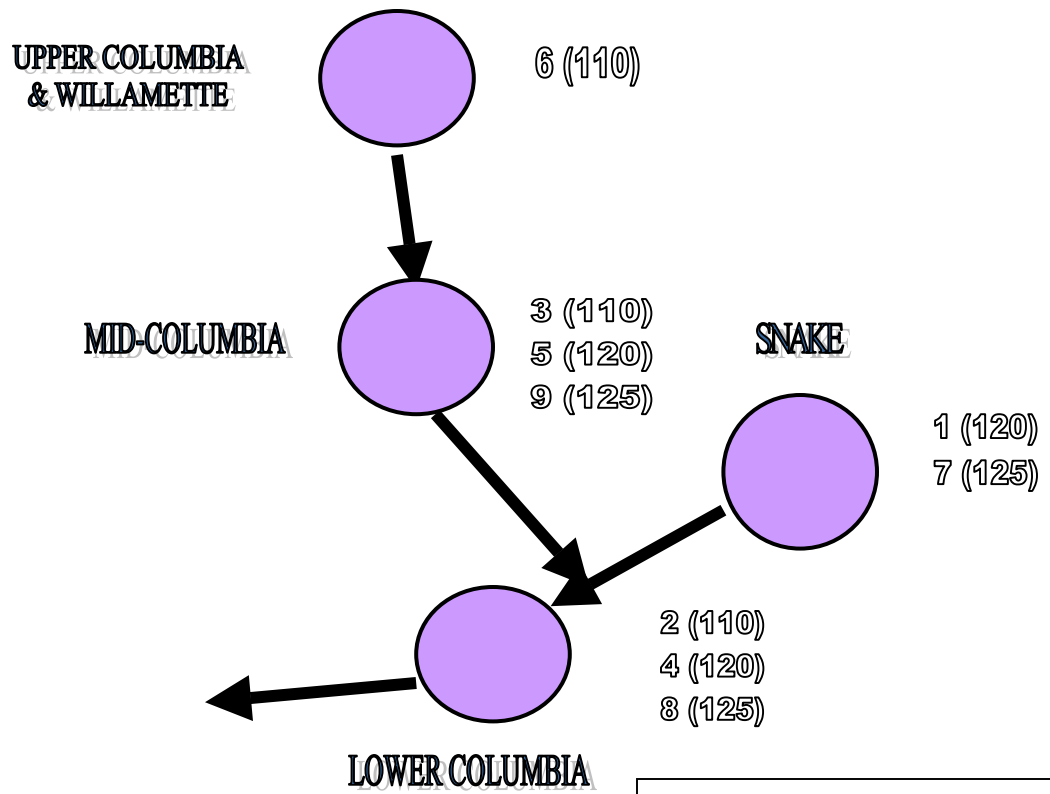 UPPER COLUMBIA
& WILLAMETTE
6 (110)
MID-COLUMBIA
3 (110)
5 (120)
9 (125)
SNAKE
1 (120)
7 (125)
2 (110)
4 (120)
8 (125)
LOWER COLUMBIA